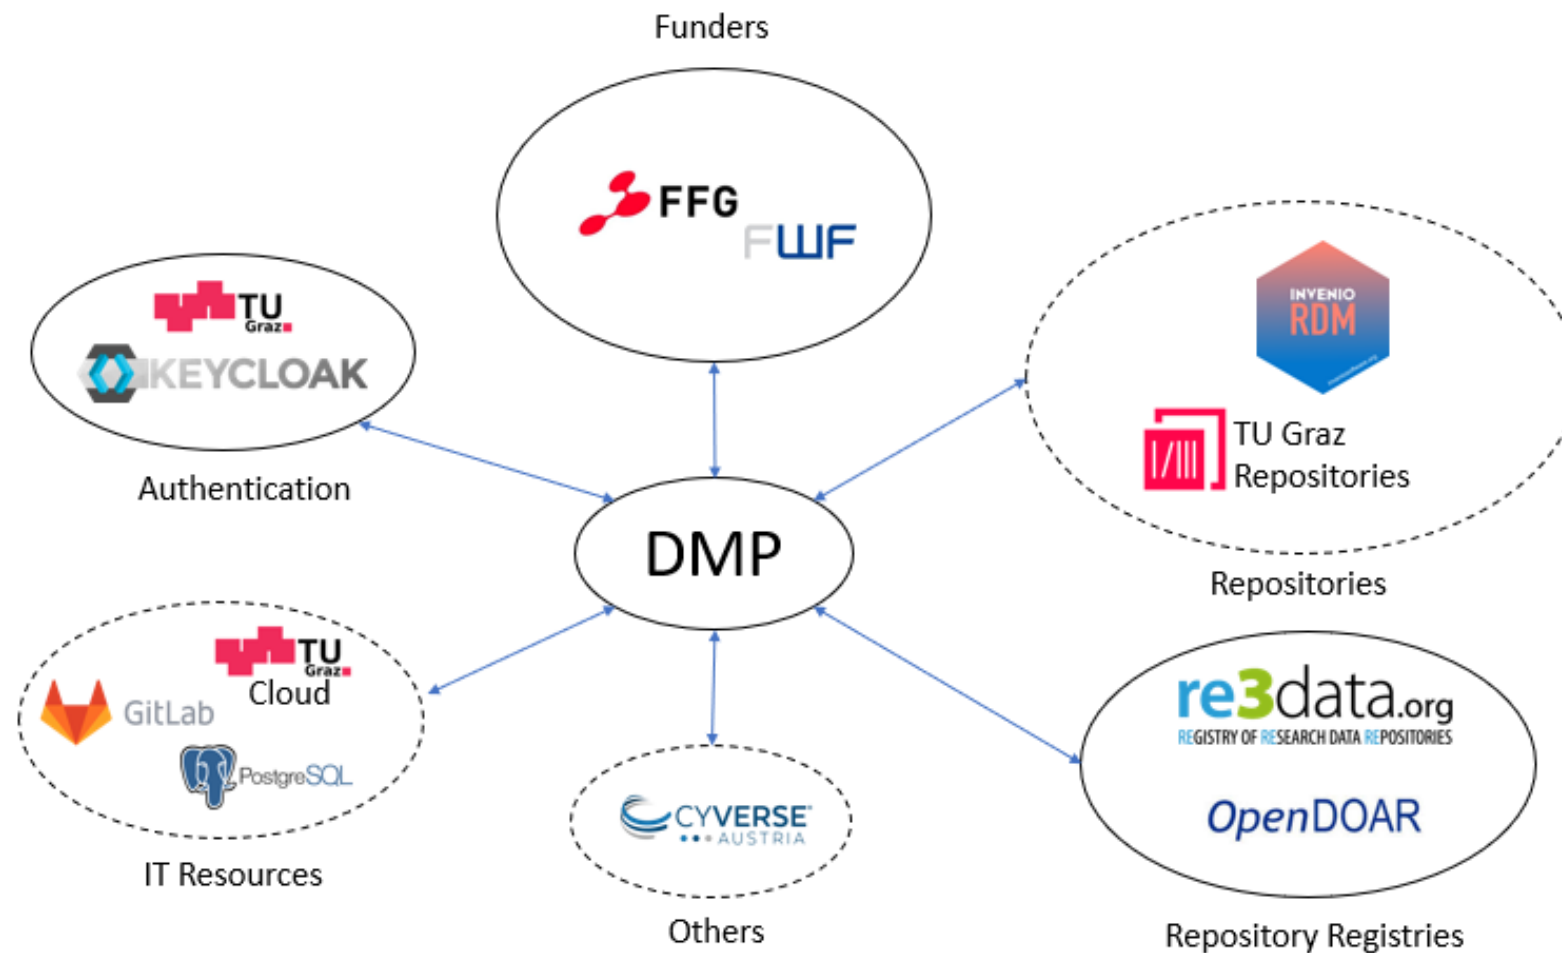 Funders
FFG
FWF
TU
Graz
KEYCLOAK
Authentication
INVENIO
RDM
TU Graz
Repositories
Repositories
DMP
TU
Graz
Cloud
GitLab
PostgreSQL
IT Resources
CYVERSE
AUSTRIA
Others
re3data.org
REGISTRY OF RESEARCH DATA REPOSITORIES
OpenDOAR
Repository Registries